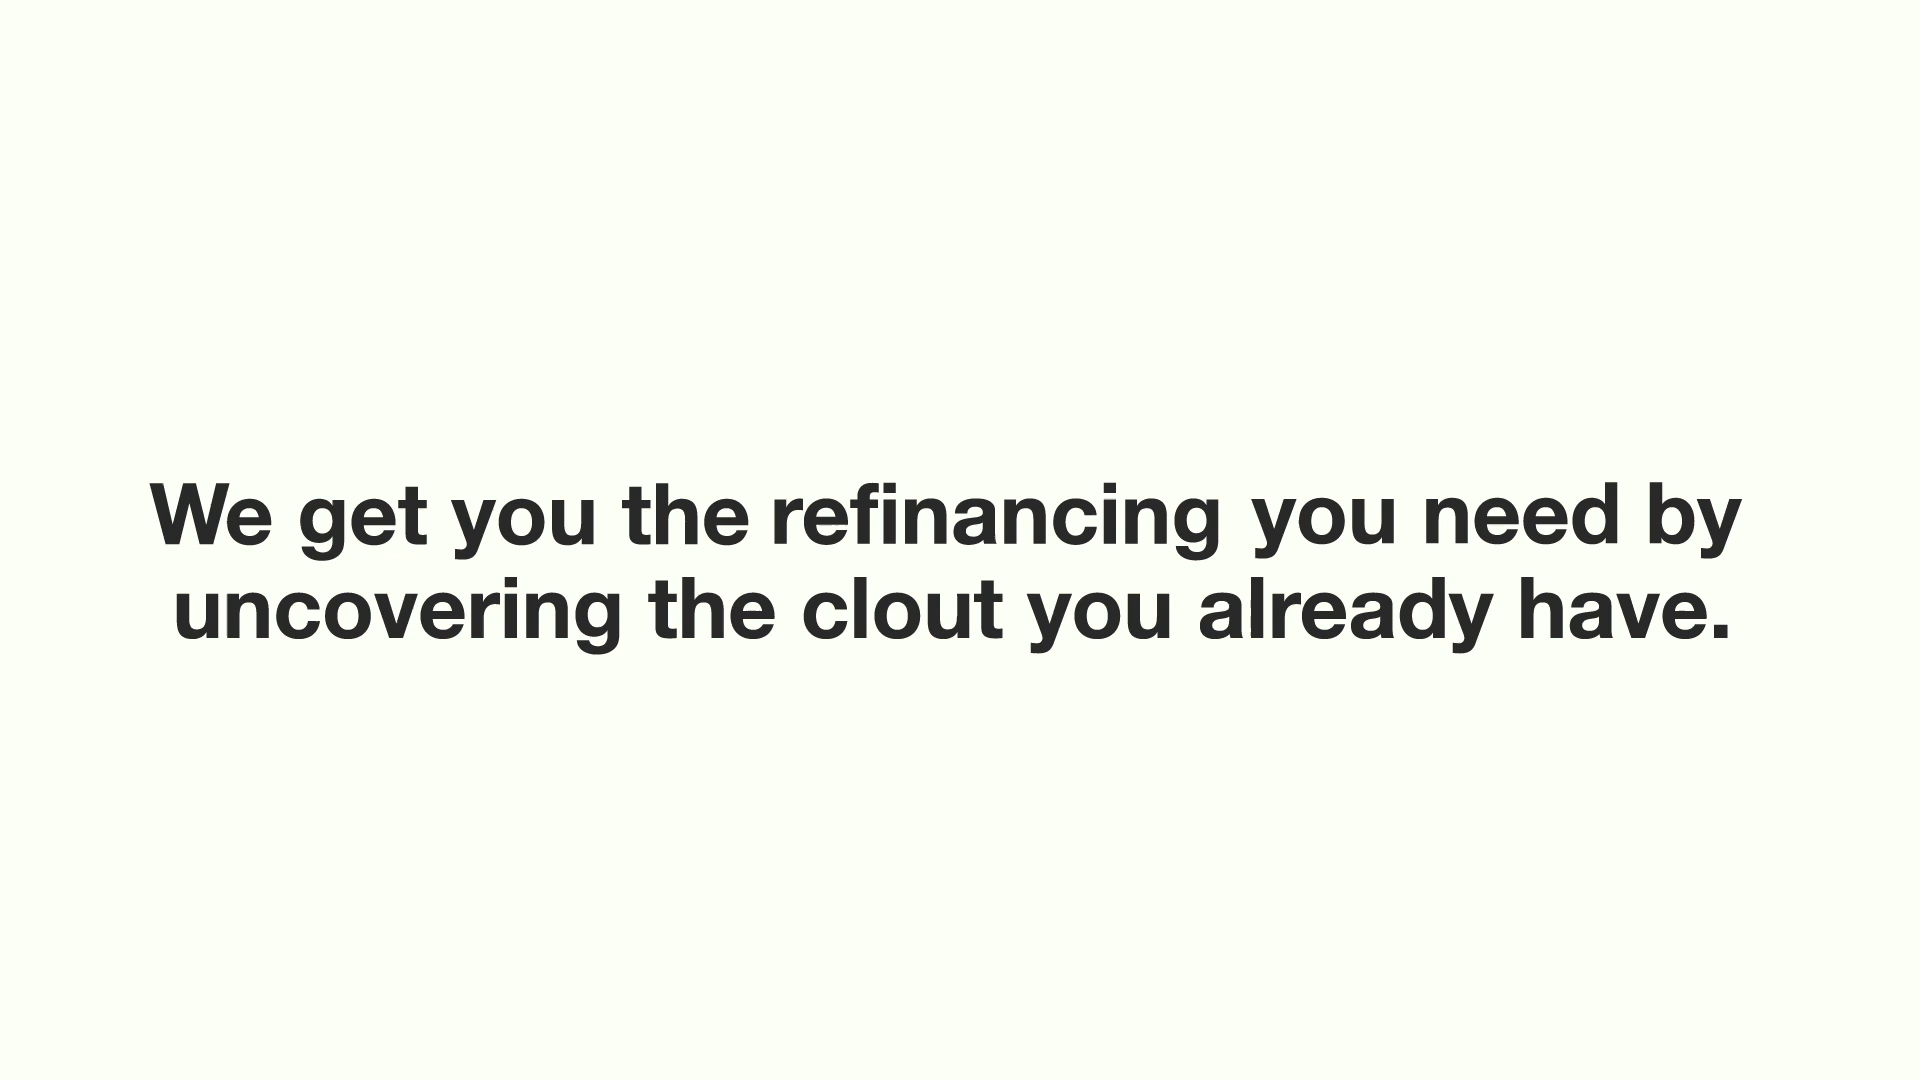 We get you the refinancing you need by
uncovering the clout you already have.